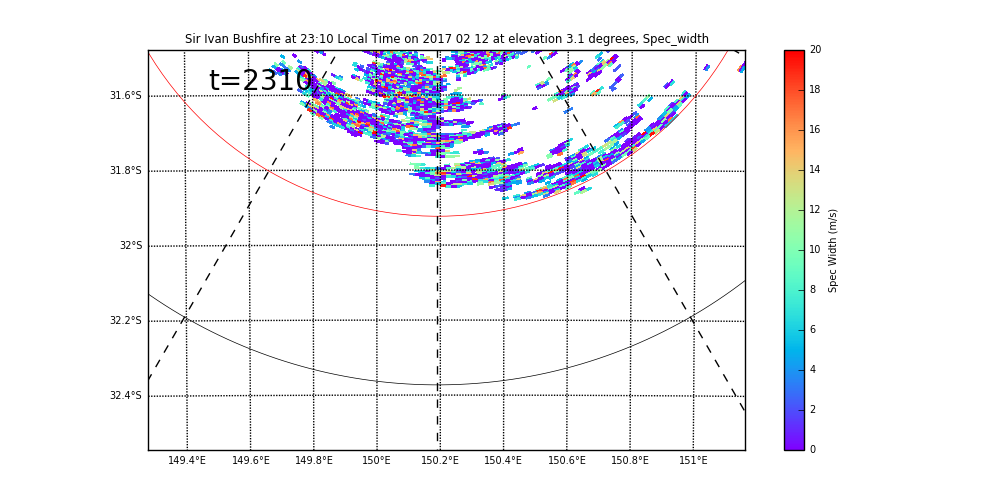 Sir Ivan Bushfire at 23:10 Local Time on 2017 02 12 at elevation 3.1 degrees, Spec_width
t=2310
31.6°S
31.8°S
32°S
32.2°S
32.4°S
149.4°E 149.6°E 149.8°E 150°E 150.2°E 150.4°E 150.6°E 150.8°E 151°E
20
18
16
14
12
10
8
6
4
2
0
Spec Width (m/s)